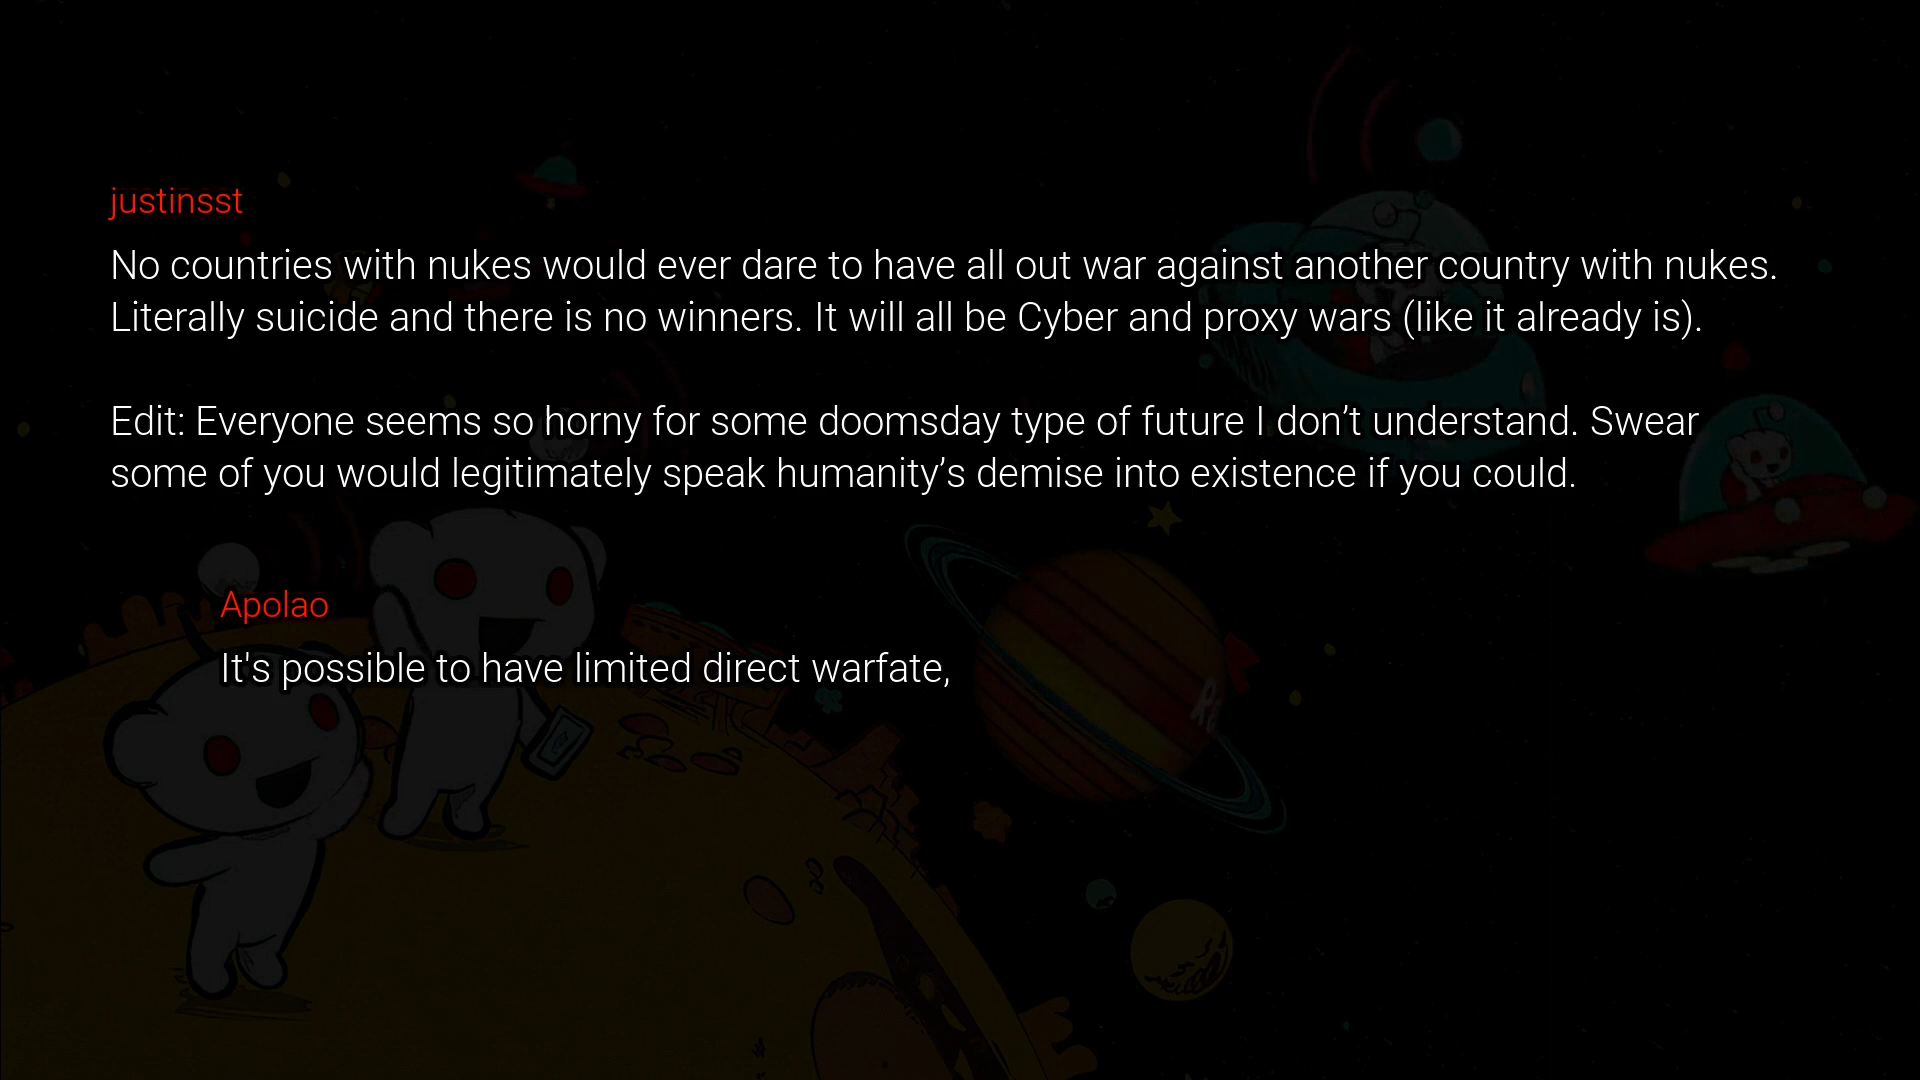 justinsst
No countries with nukes would ever dare to have all out war against another country with nukes.
Literally suicide and there is no winners. It will all be Cyber and proxy wars (like it already is).
Edit: Everyone seems so horny for some doomsday type of future I don’t understand. Swear
some of you would legitimately speak humanity’s demise into existence if you could.
Apolao
It's possible to have limited direct warfate,